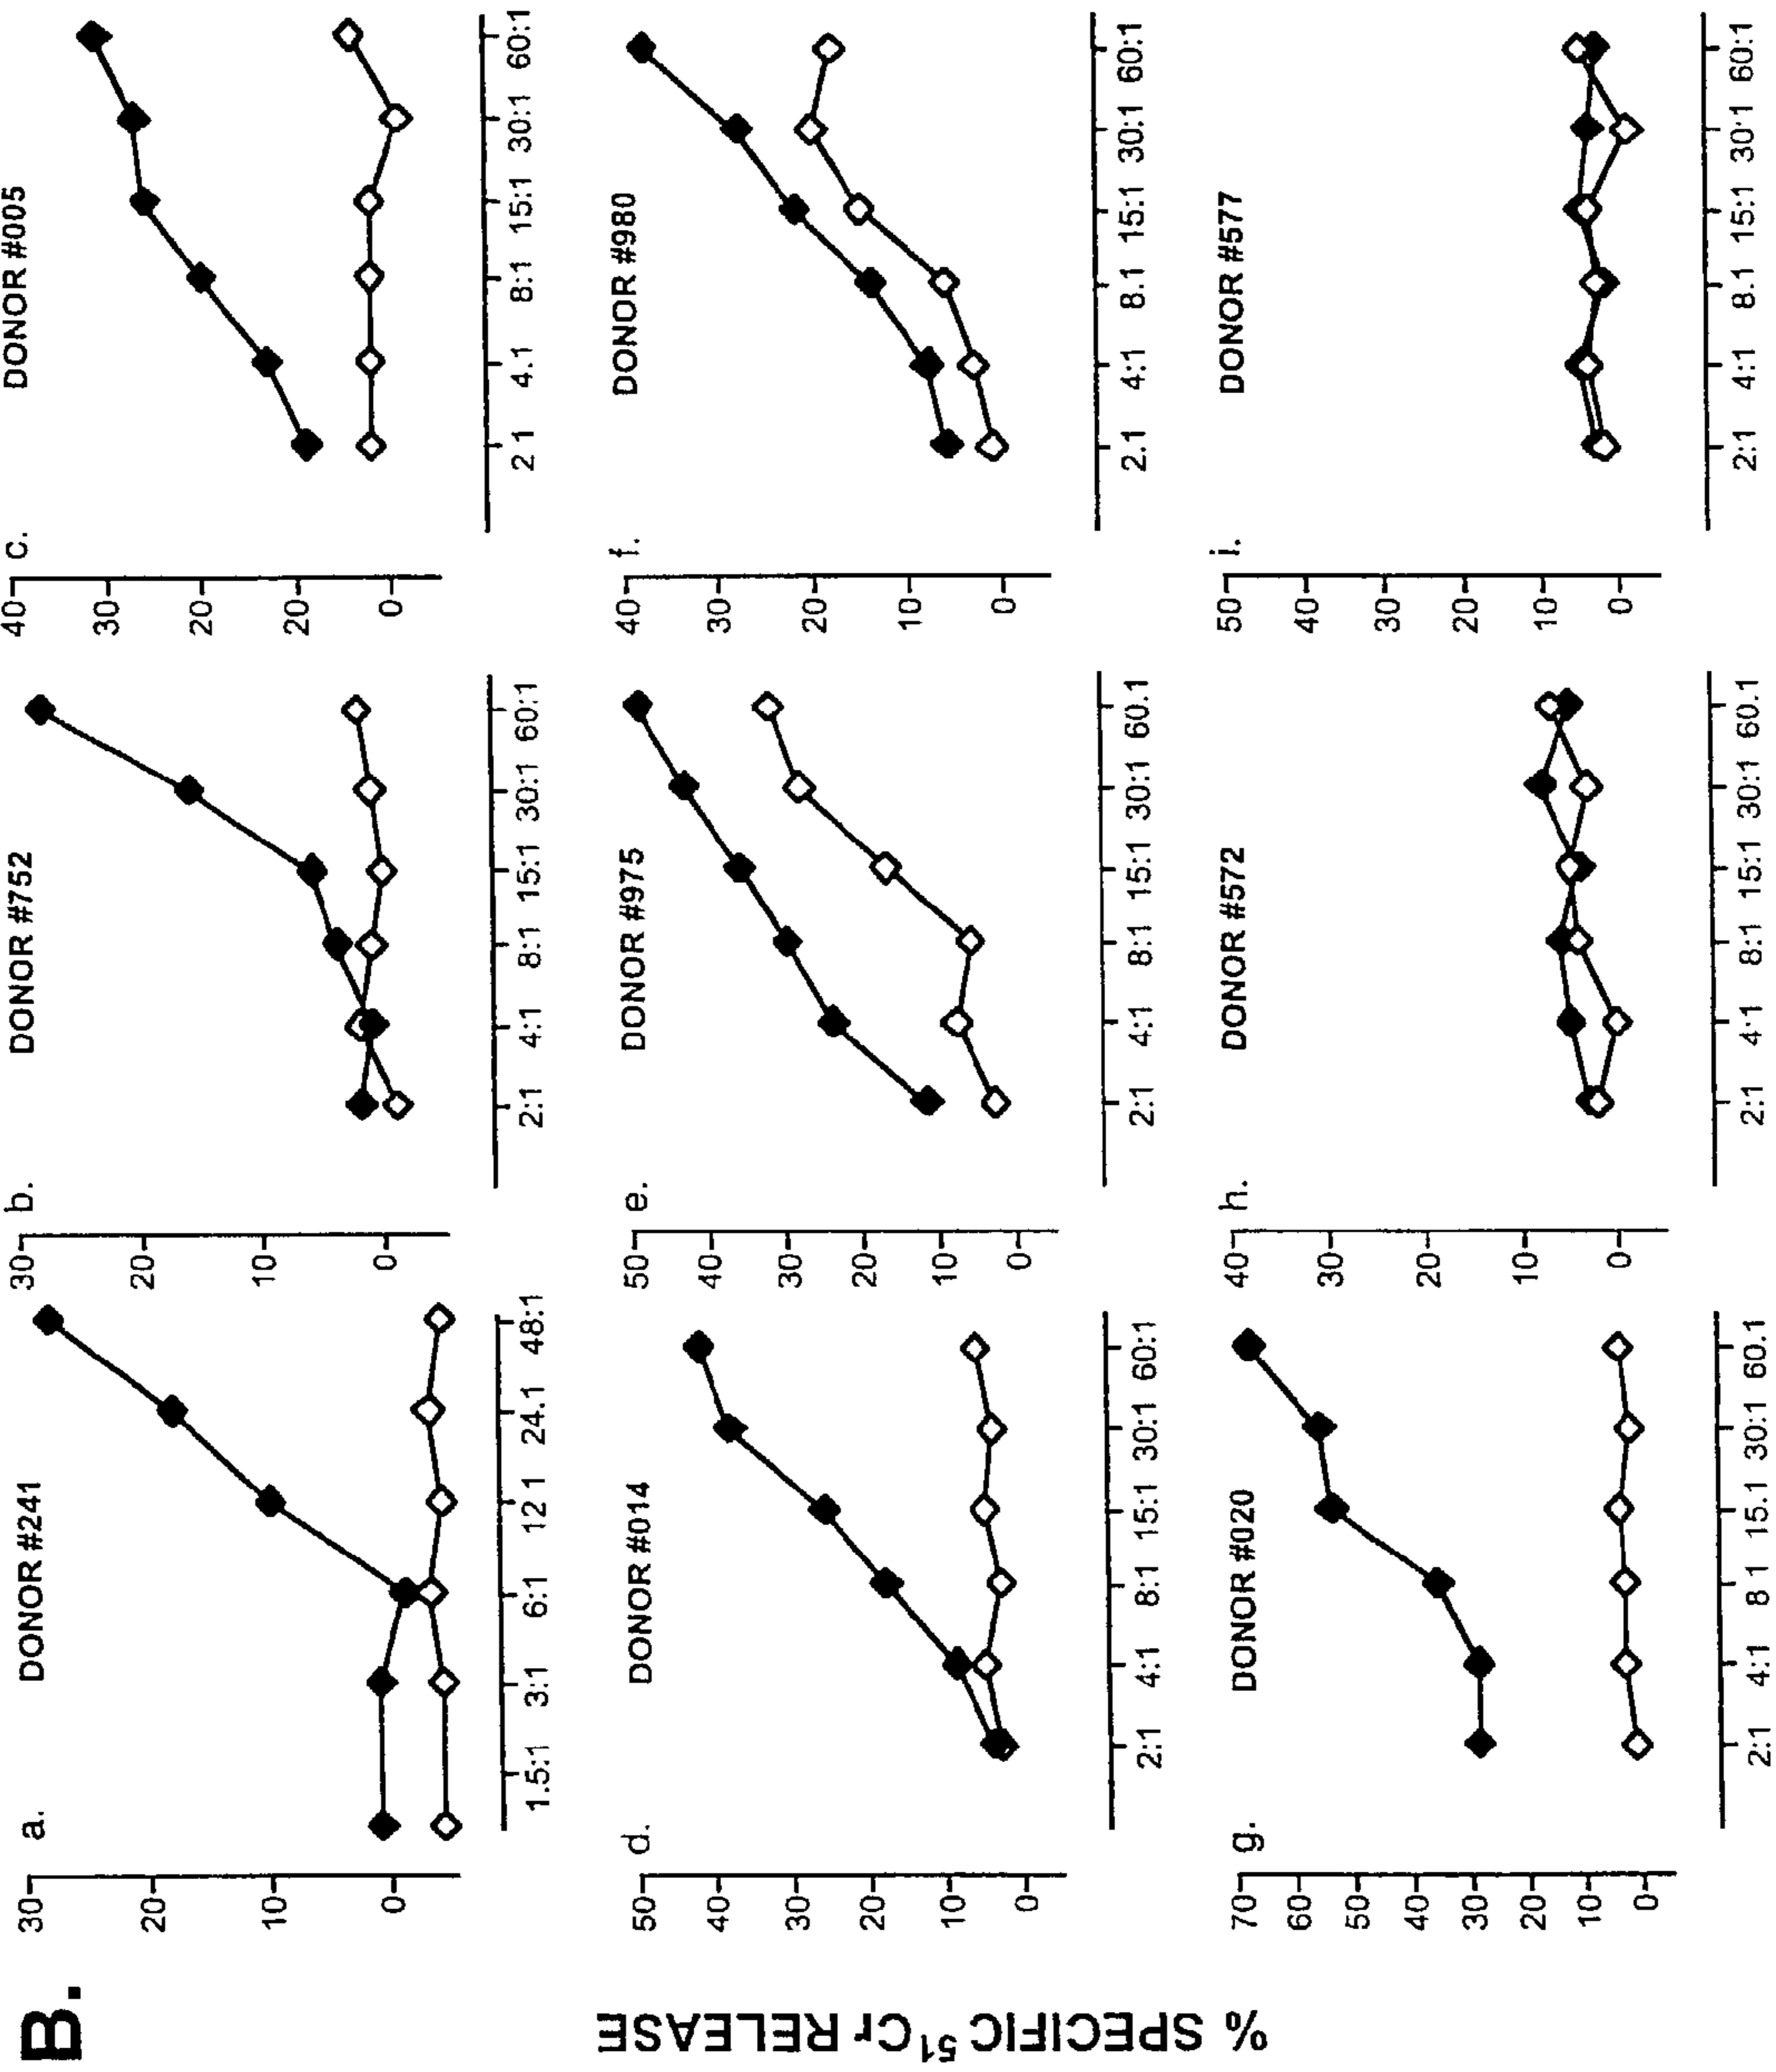 B.
% SPECIFIC ⁵¹Cr RELEASE
a.
DONOR #241
30
20
10
0
1.5:1 3:1 6:1 12 1 24.1 48:1
b.
DONOR #752
30
20
10
0
2:1 4:1 8:1 15:1 30:1 60:1
c.
DONOR #005
40
30
20
20
0
2 1 4.1 8:1 15:1 30:1 60:1
d.
DONOR #014
50
40
30
20
10
0
2:1 4:1 8:1 15:1 30:1 60:1
e.
DONOR #975
50
40
30
20
10
0
2:1 4:1 8:1 15:1 30:1 60.1
f.
DONOR #980
40
30
20
10
0
2.1 4:1 8.1 15:1 30:1 60:1
g.
DONOR #020
70
60
50
40
30
20
10
0
2:1 4:1 8 1 15.1 30:1 60.1
h.
DONOR #572
40
30
20
10
0
2:1 4·1 8:1 15:1 30:1 60.1
i.
DONOR #577
50
40
30
20
10
0
2:1 4:1 8.1 15:1 30·1 60:1